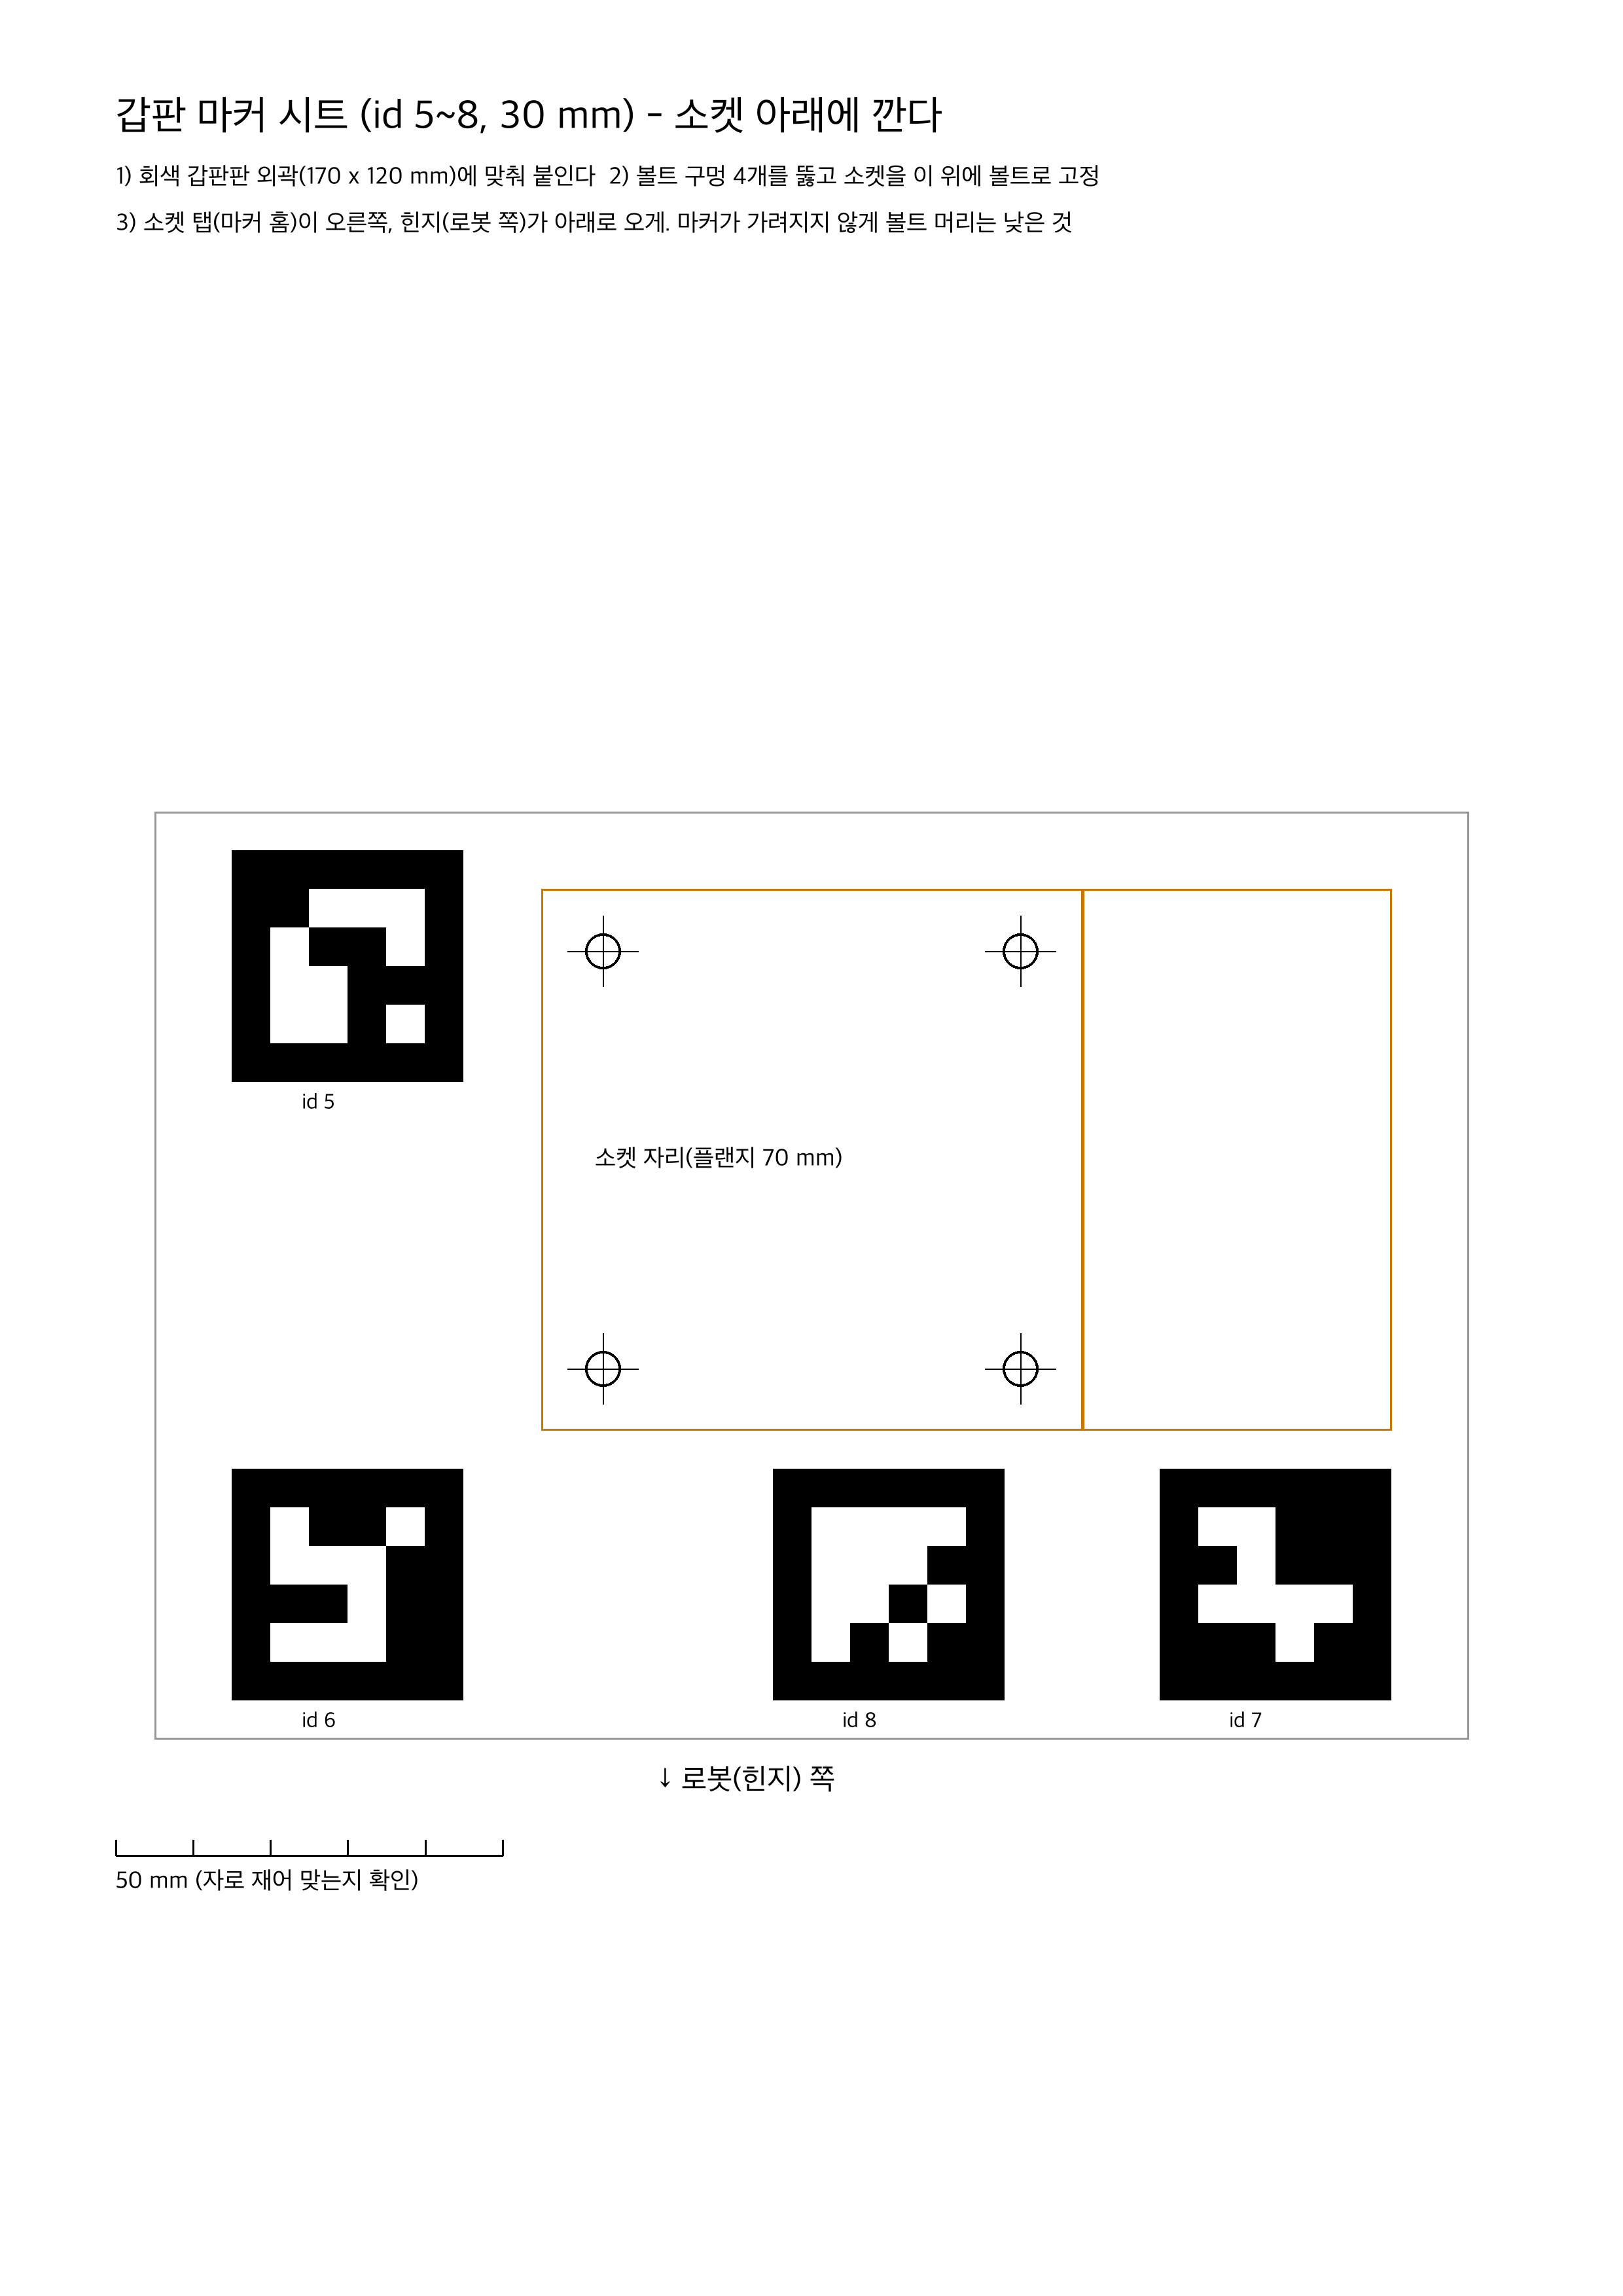 갑판 마커 시트 (id 5~8, 30 mm) - 소켓 아래에 깐다
1) 회색 갑판판 외곽(170 x 120 mm)에 맞춰 붙인다  2) 볼트 구멍 4개를 뚫고 소켓을 이 위에 볼트로 고정
3) 소켓 탭(마커 홈)이 오른쪽, 힌지(로봇 쪽)가 아래로 오게. 마커가 가려지지 않게 볼트 머리는 낮은 것
id 5
소켓 자리(플랜지 70 mm)
id 6
id 8
id 7
↓ 로봇(힌지) 쪽
50 mm (자로 재어 맞는지 확인)